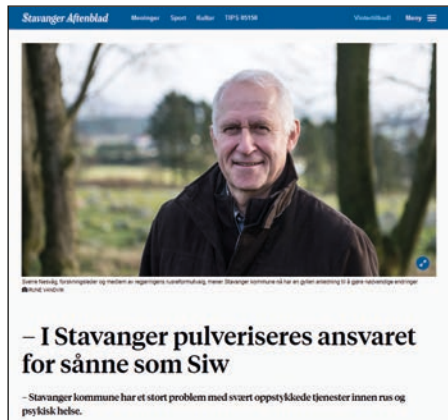 Stavanger Aftenblad Meninger Sport Kultur TIPS 85158 Vintertilbud! Meny
Sverre Nesvåg, forskningsleder og medlem av regjeringens rusreformutvalg, mener Stavanger kommune nå har en gyllen anledning til å gjøre nødvendige endringer
RUNE VANDVIK
– I Stavanger pulveriseres ansvaret
for sånne som Siw
– Stavanger kommune har et stort problem med svært oppstykkede tjenester innen rus og
psykisk helse.